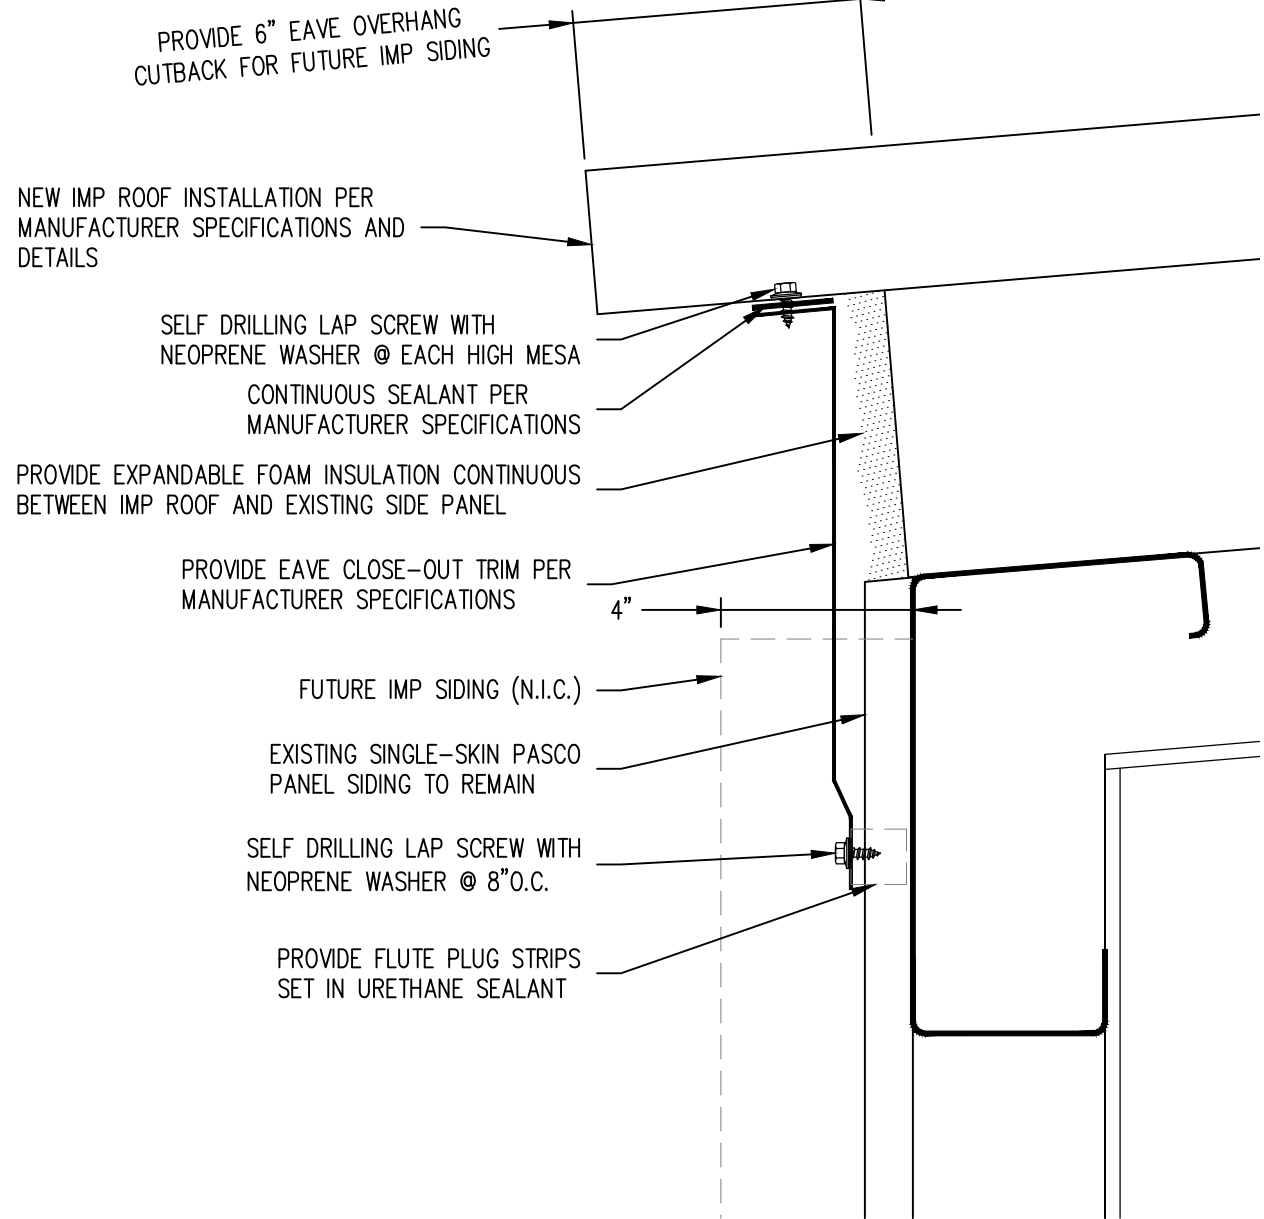 PROVIDE 6" EAVE OVERHANG
CUTBACK FOR FUTURE IMP SIDING
NEW IMP ROOF INSTALLATION PER
MANUFACTURER SPECIFICATIONS AND
DETAILS
SELF DRILLING LAP SCREW WITH
NEOPRENE WASHER @ EACH HIGH MESA
CONTINUOUS SEALANT PER
MANUFACTURER SPECIFICATIONS
PROVIDE EXPANDABLE FOAM INSULATION CONTINUOUS
BETWEEN IMP ROOF AND EXISTING SIDE PANEL
PROVIDE EAVE CLOSE-OUT TRIM PER
MANUFACTURER SPECIFICATIONS
4"
FUTURE IMP SIDING (N.I.C.)
EXISTING SINGLE-SKIN PASCO
PANEL SIDING TO REMAIN
SELF DRILLING LAP SCREW WITH
NEOPRENE WASHER @ 8"O.C.
PROVIDE FLUTE PLUG STRIPS
SET IN URETHANE SEALANT